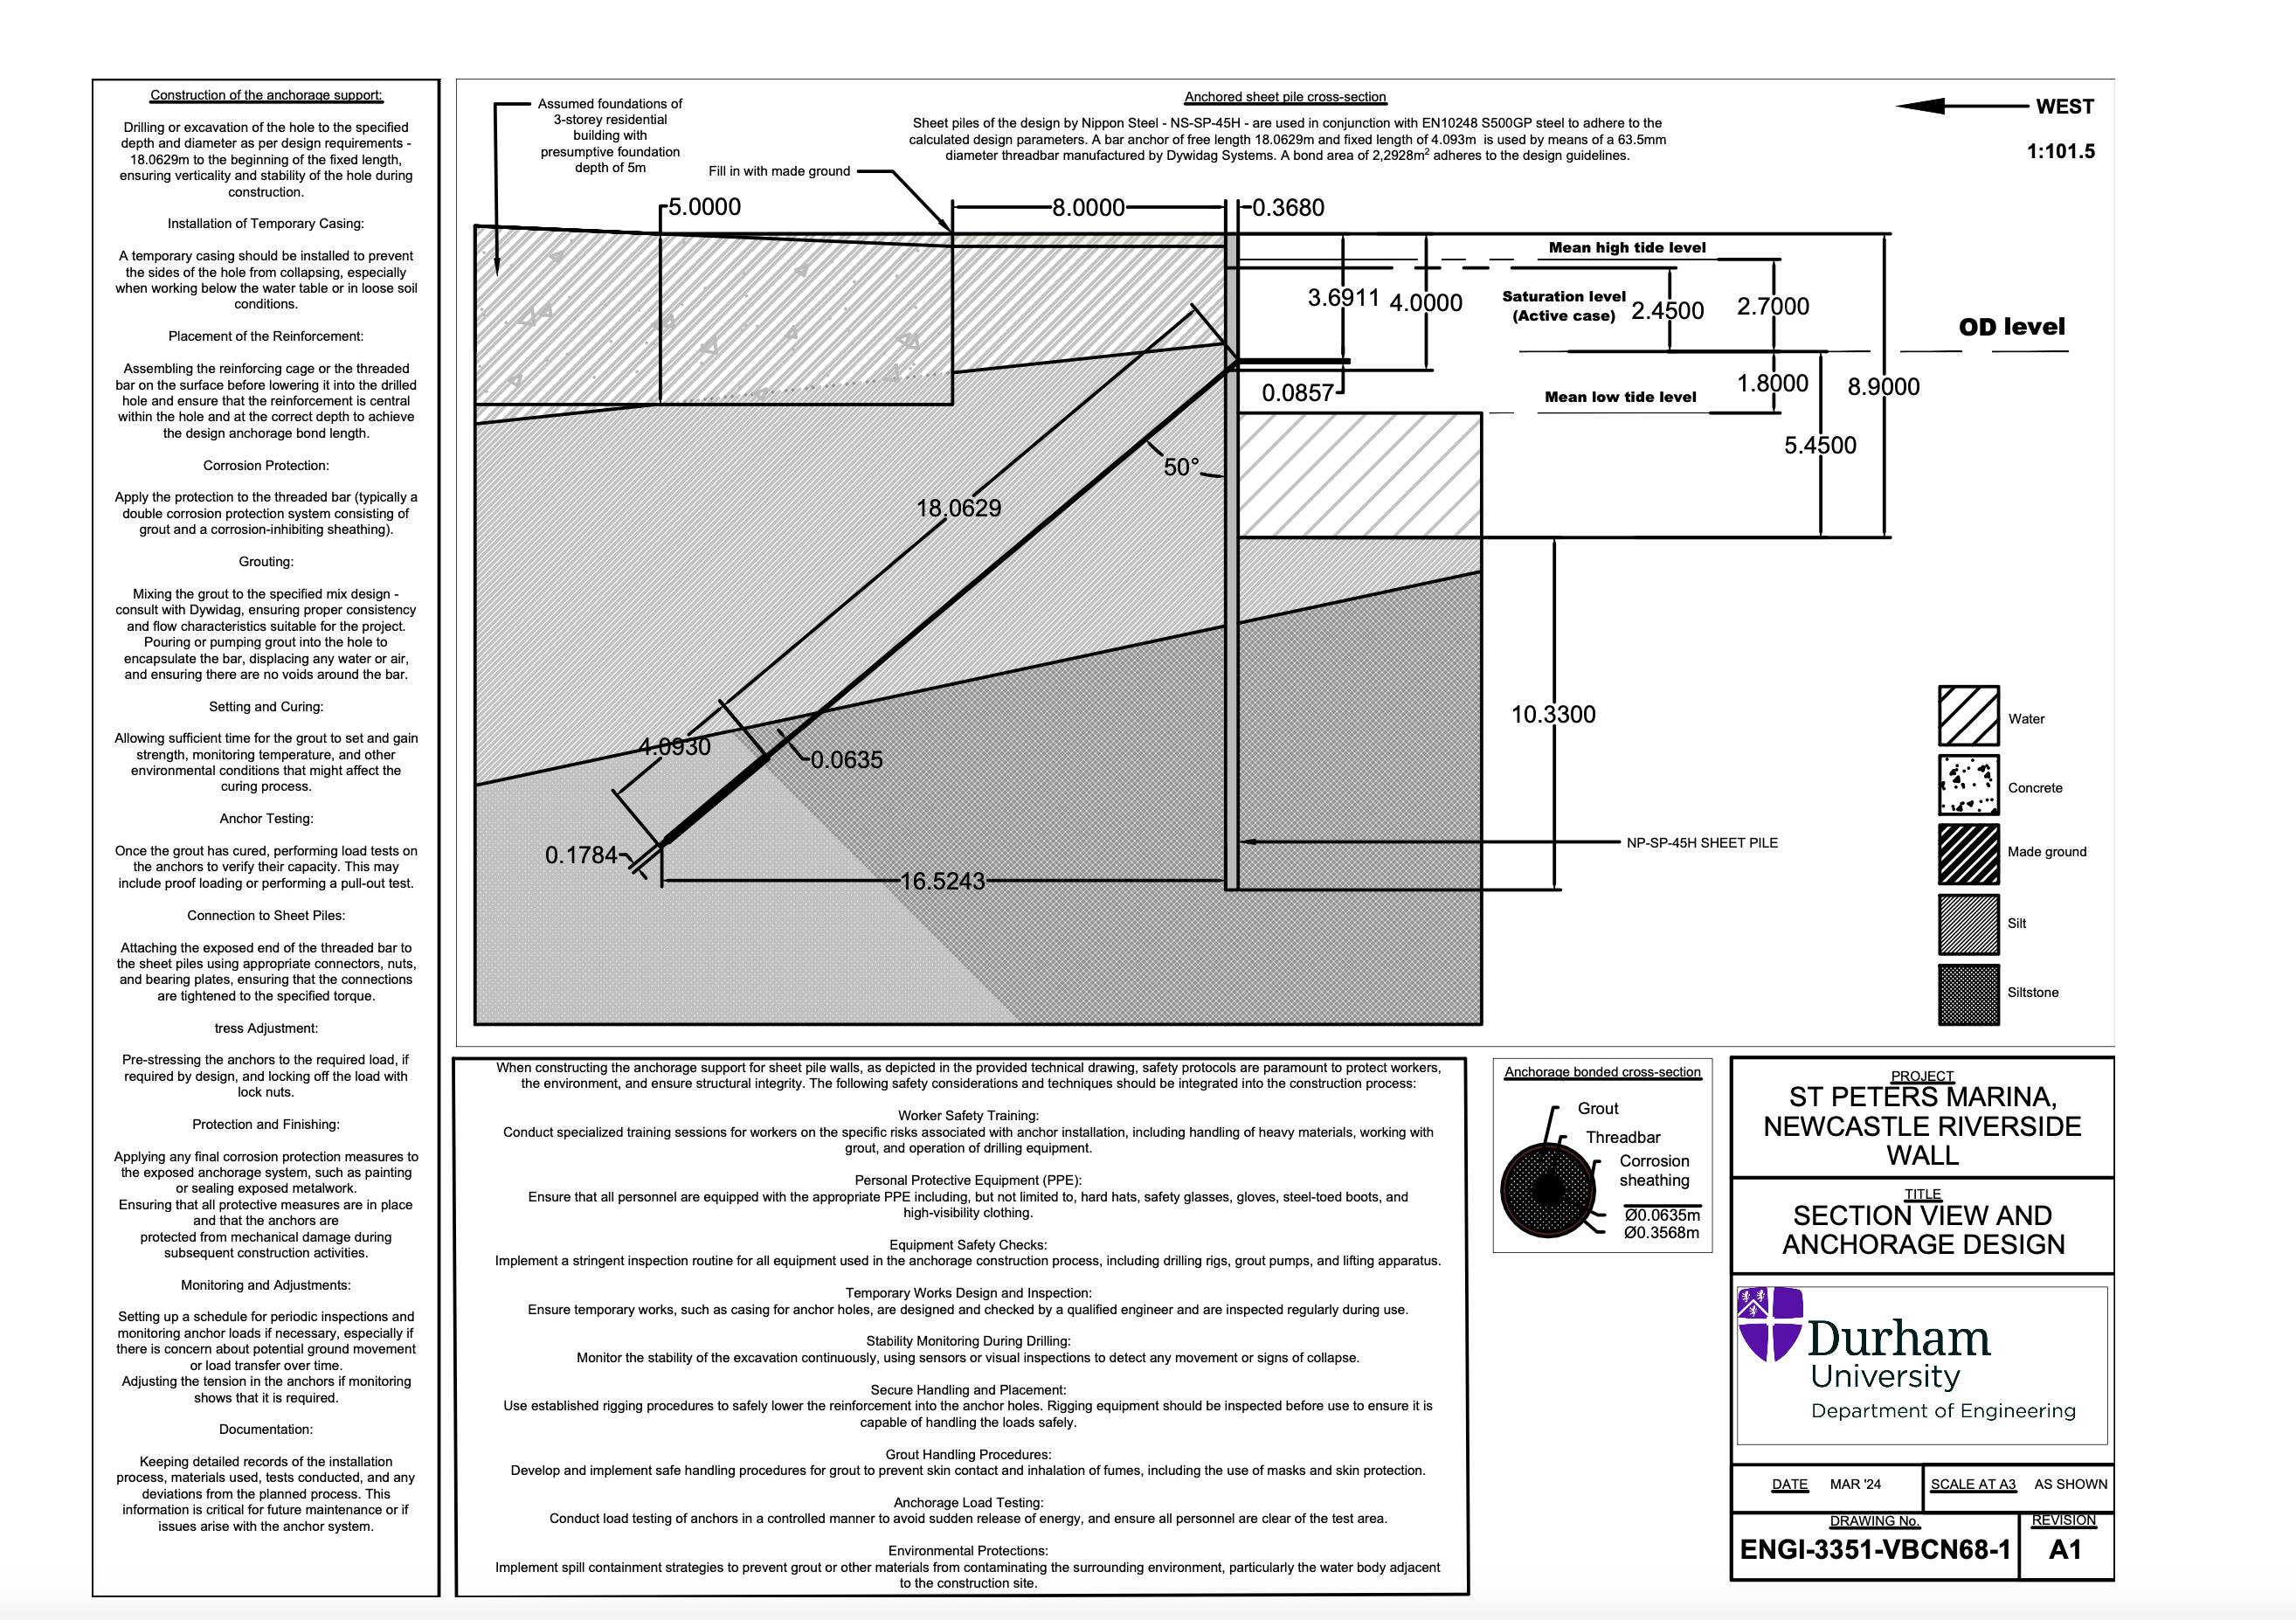 Construction of the anchorage support:
Drilling or excavation of the hole to the specified
depth and diameter as per design requirements -
18.0629m to the beginning of the fixed length,
ensuring verticality and stability of the hole during
construction.
Installation of Temporary Casing:
A temporary casing should be installed to prevent
the sides of the hole from collapsing, especially
when working below the water table or in loose soil
conditions.
Placement of the Reinforcement:
Assembling the reinforcing cage or the threaded
bar on the surface before lowering it into the drilled
hole and ensure that the reinforcement is central
within the hole and at the correct depth to achieve
the design anchorage bond length.
Corrosion Protection:
Apply the protection to the threaded bar (typically a
double corrosion protection system consisting of
grout and a corrosion-inhibiting sheathing).
Grouting:
Mixing the grout to the specified mix design -
consult with Dywidag, ensuring proper consistency
and flow characteristics suitable for the project.
Pouring or pumping grout into the hole to
encapsulate the bar, displacing any water or air,
and ensuring there are no voids around the bar.
Setting and Curing:
Allowing sufficient time for the grout to set and gain
strength, monitoring temperature, and other
environmental conditions that might affect the
curing process.
Anchor Testing:
Once the grout has cured, performing load tests on
the anchors to verify their capacity. This may
include proof loading or performing a pull-out test.
Connection to Sheet Piles:
Attaching the exposed end of the threaded bar to
the sheet piles using appropriate connectors, nuts,
and bearing plates, ensuring that the connections
are tightened to the specified torque.
tress Adjustment:
Pre-stressing the anchors to the required load, if
required by design, and locking off the load with
lock nuts.
Protection and Finishing:
Applying any final corrosion protection measures to
the exposed anchorage system, such as painting
or sealing exposed metalwork.
Ensuring that all protective measures are in place
and that the anchors are
protected from mechanical damage during
subsequent construction activities.
Monitoring and Adjustments:
Setting up a schedule for periodic inspections and
monitoring anchor loads if necessary, especially if
there is concern about potential ground movement
or load transfer over time.
Adjusting the tension in the anchors if monitoring
shows that it is required.
Documentation:
Keeping detailed records of the installation
process, materials used, tests conducted, and any
deviations from the planned process. This
information is critical for future maintenance or if
issues arise with the anchor system.
Anchored sheet pile cross-section
Sheet piles of the design by Nippon Steel - NS-SP-45H - are used in conjunction with EN10248 S500GP steel to adhere to the
calculated design parameters. A bar anchor of free length 18.0629m and fixed length of 4.093m is used by means of a 63.5mm
diameter threadbar manufactured by Dywidag Systems. A bond area of 2,2928m² adheres to the design guidelines.
WEST
1:101.5
Assumed foundations of
3-storey residential
building with
presumptive foundation
depth of 5m
Fill in with made ground
5.0000
8.0000
0.3680
Mean high tide level
3.6911
4.0000
Saturation level
(Active case)
2.4500
2.7000
OD level
0.0857
1.8000
8.9000
Mean low tide level
5.4500
50°
18.0629
10.3300
4.0930
0.0635
0.1784
16.5243
NP-SP-45H SHEET PILE
Water
Concrete
Made ground
Silt
Siltstone
When constructing the anchorage support for sheet pile walls, as depicted in the provided technical drawing, safety protocols are paramount to protect workers,
the environment, and ensure structural integrity. The following safety considerations and techniques should be integrated into the construction process:
Worker Safety Training:
Conduct specialized training sessions for workers on the specific risks associated with anchor installation, including handling of heavy materials, working with
grout, and operation of drilling equipment.
Personal Protective Equipment (PPE):
Ensure that all personnel are equipped with the appropriate PPE including, but not limited to, hard hats, safety glasses, gloves, steel-toed boots, and
high-visibility clothing.
Equipment Safety Checks:
Implement a stringent inspection routine for all equipment used in the anchorage construction process, including drilling rigs, grout pumps, and lifting apparatus.
Temporary Works Design and Inspection:
Ensure temporary works, such as casing for anchor holes, are designed and checked by a qualified engineer and are inspected regularly during use.
Stability Monitoring During Drilling:
Monitor the stability of the excavation continuously, using sensors or visual inspections to detect any movement or signs of collapse.
Secure Handling and Placement:
Use established rigging procedures to safely lower the reinforcement into the anchor holes. Rigging equipment should be inspected before use to ensure it is
capable of handling the loads safely.
Grout Handling Procedures:
Develop and implement safe handling procedures for grout to prevent skin contact and inhalation of fumes, including the use of masks and skin protection.
Anchorage Load Testing:
Conduct load testing of anchors in a controlled manner to avoid sudden release of energy, and ensure all personnel are clear of the test area.
Environmental Protections:
Implement spill containment strategies to prevent grout or other materials from contaminating the surrounding environment, particularly the water body adjacent
to the construction site.
Anchorage bonded cross-section
Grout
Threadbar
Corrosion
sheathing
Ø0.0635m
Ø0.3568m
PROJECT
ST PETERS MARINA,
NEWCASTLE RIVERSIDE
WALL
TITLE
SECTION VIEW AND
ANCHORAGE DESIGN
Durham
University
Department of Engineering
DATE MAR '24
SCALE AT A3 AS SHOWN
DRAWING No.
ENGI-3351-VBCN68-1
REVISION
A1